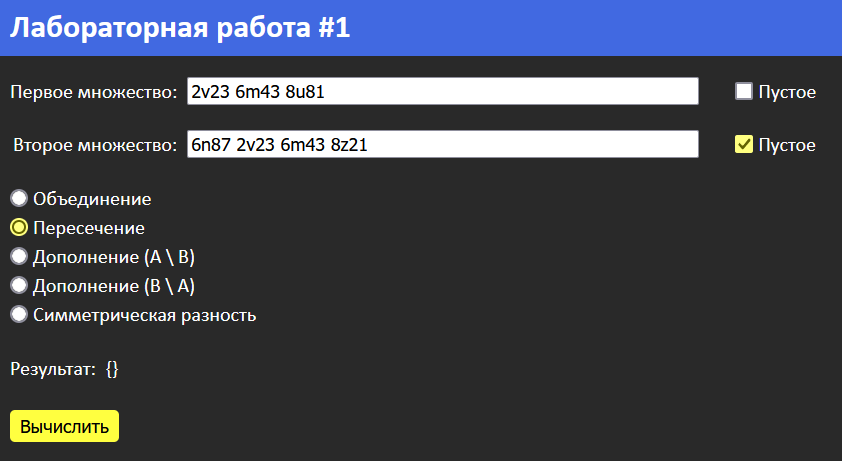 Лабораторная работа #1
Первое множество: 2v23 6m43 8u81 Пустое
Второе множество: 6n87 2v23 6m43 8z21 Пустое
Объединение
Пересечение
Дополнение (A \ B)
Дополнение (B \ A)
Симметрическая разность
Результат: {}
Вычислить